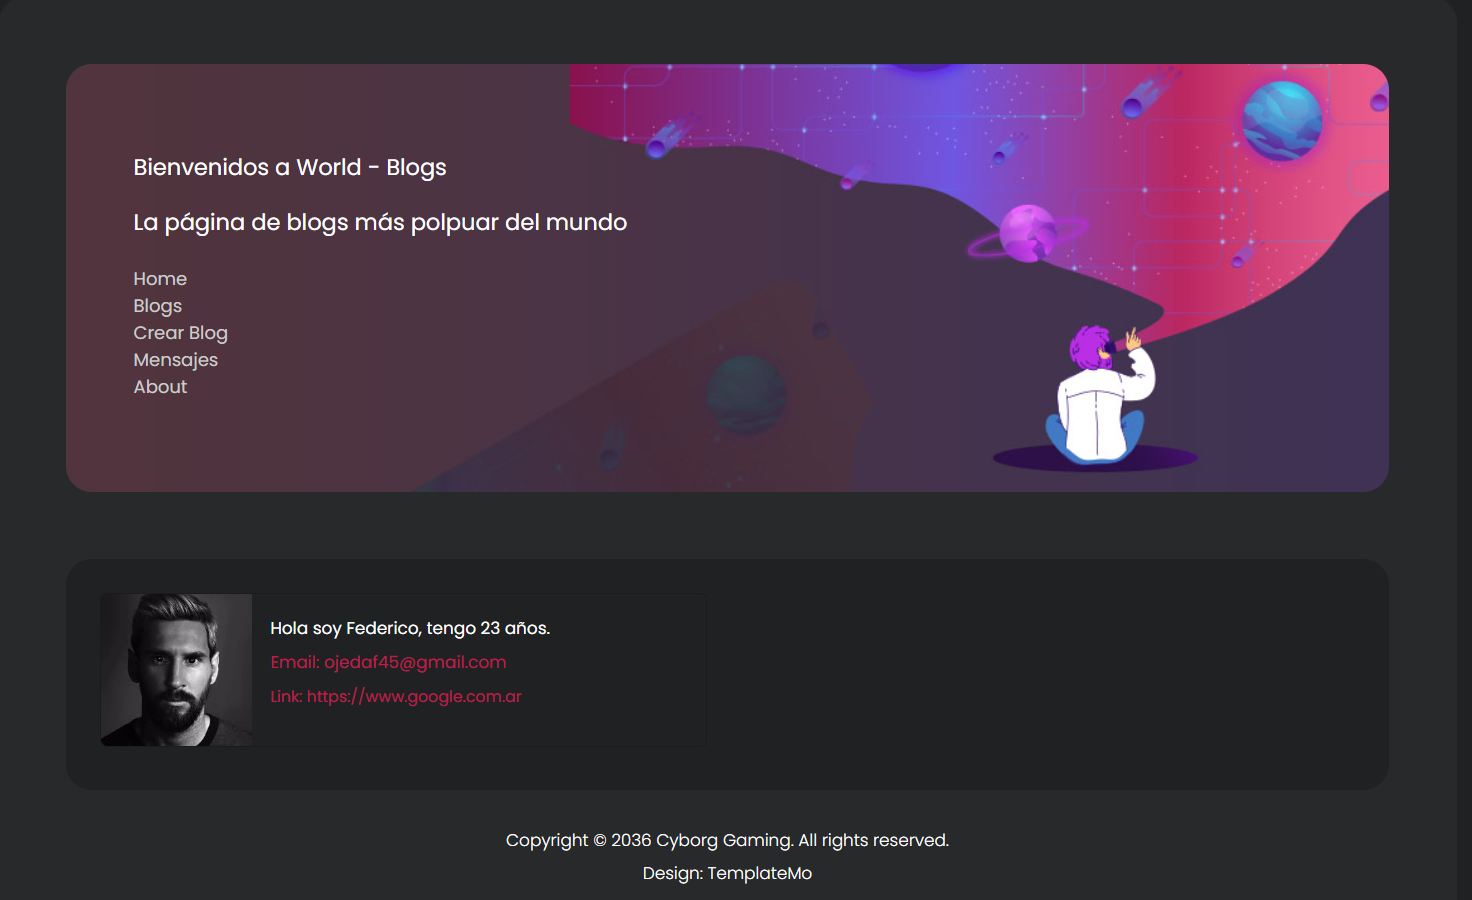 Bienvenidos a World - Blogs
La página de blogs más polpuar del mundo
Home
Blogs
Crear Blog
Mensajes
About
Hola soy Federico, tengo 23 años.
Email: ojedaf45@gmail.com
Link: https://www.google.com.ar
Copyright © 2036 Cyborg Gaming. All rights reserved.
Design: TemplateMo